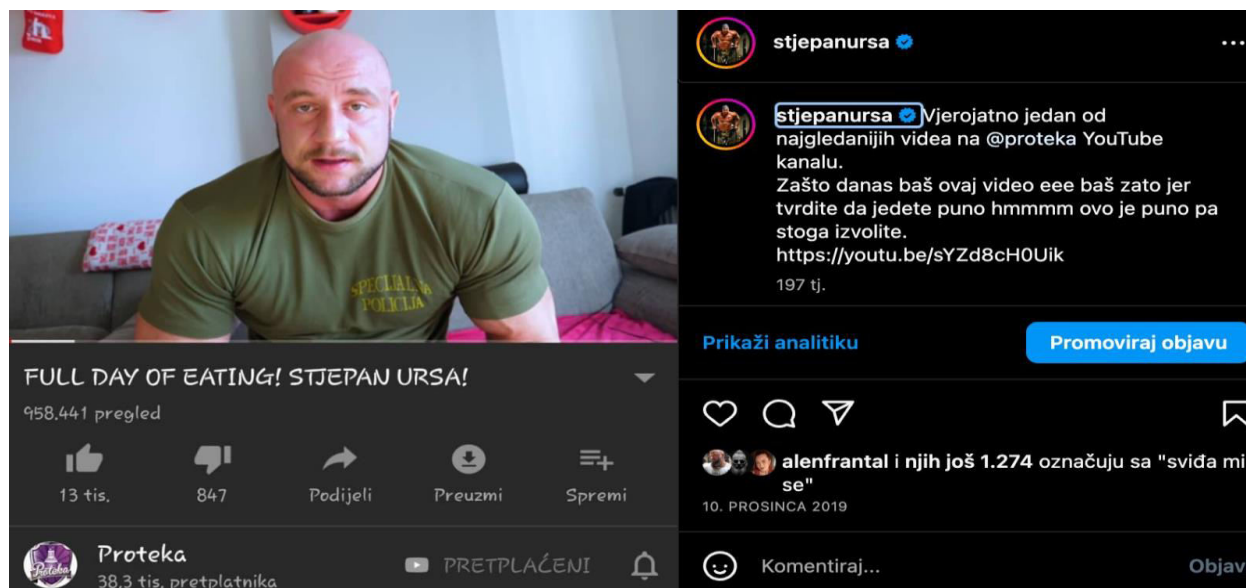 SPECIJALNA
POLICIJA
FULL DAY OF EATING! STJEPAN URSA!
958.441 pregled
13 tis.
847
Podijeli
Preuzmi
Spremi
Proteka
38,3 tis. pretplatnika
PRETPLAĆENI
stjepanursa
stjepanursa Vjerojatno jedan od
najgledanijih videa na @proteka YouTube
kanalu.
Zašto danas baš ovaj video eee baš zato jer
tvrdite da jedete puno hmmmm ovo je puno pa
stoga izvolite.
https://youtu.be/sYZd8cH0Uik
197 tj.
Prikaži analitiku
Promoviraj objavu
alenfrantal i njih još 1.274 označuju sa "sviđa mi
se"
10. PROSINCA 2019
Komentiraj...
Objav